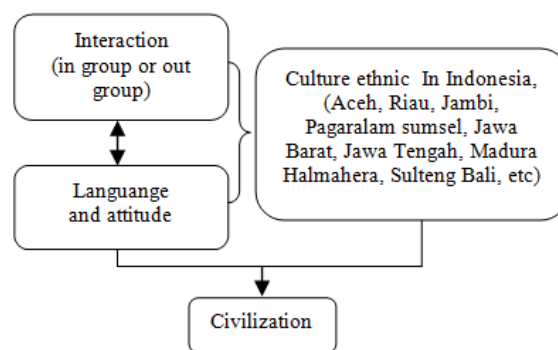 Interaction
(in group or out
group)
Languange
and attitude
Culture ethnic In Indonesia,
(Aceh, Riau, Jambi,
Pagaralam sumsel, Jawa
Barat, Jawa Tengah, Madura
Halmahera, Sulteng Bali, etc)
Civilization